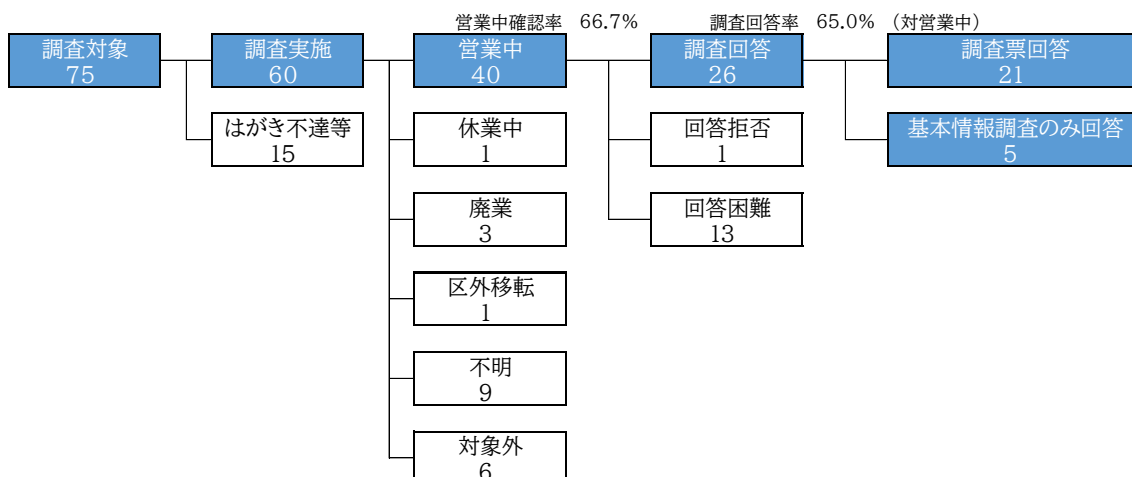 営業中確認率 66.7% 調査回答率 65.0% (対営業中)
調査対象
75
調査実施
60
営業中
40
調査回答
26
調査票回答
21
はがき不達等
15
休業中
1
回答拒否
1
基本情報調査のみ回答
5
廃業
3
回答困難
13
区外移転
1
不明
9
対象外
6